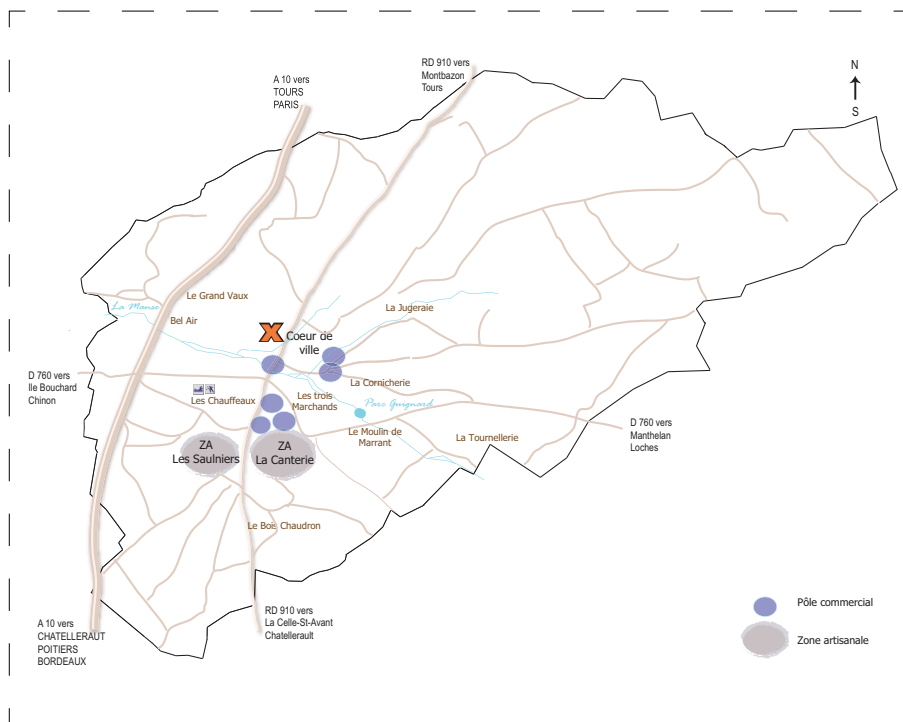 RD 910 vers
Montbazon
Tours
A 10 vers
TOURS
PARIS
N
S
Le Grand Vaux
La Manse
Bel Air
La Jugeraie
Coeur de
ville
D 760 vers
Ile Bouchard
Chinon
La Cornicherie
Les Chauffeaux
Les trois
Marchands
Parc Guignard
Le Moulin de
Marrant
La Tournellerie
D 760 vers
Manthelan
Loches
ZA
Les Saulniers
ZA
La Canterie
Le Bois Chaudron
A 10 vers
CHATELLERAUT
POITIERS
BORDEAUX
RD 910 vers
La Celle-St-Avant
Chatellerault
Pôle commercial
Zone artisanale